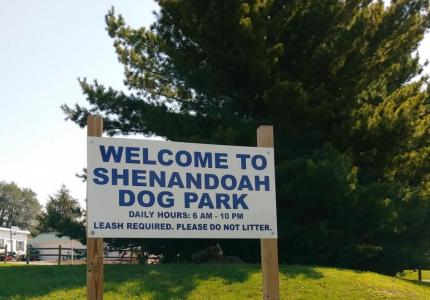 WELCOME TO
SHENANDOAH
DOG PARK
DAILY HOURS: 6 AM - 10 PM
LEASH REQUIRED. PLEASE DO NOT LITTER.